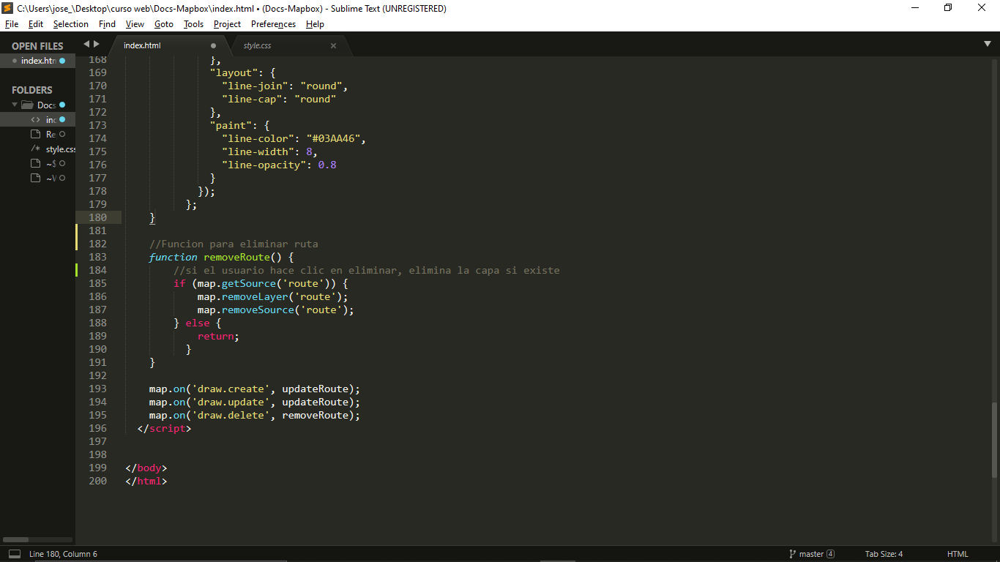 C:\Users\jose_\Desktop\curso web\Docs-Mapbox\index.html • (Docs-Mapbox) - Sublime Text (UNREGISTERED)
File Edit Selection Find View Goto Tools Project Preferences Help
OPEN FILES
index.htm
FOLDERS
Docs
<> inc
Re
/* style.css
~$
~V
index.html style.css
168 },
169 "layout": {
170 "line-join": "round",
171 "line-cap": "round"
172 },
173 "paint": {
174 "line-color": "#03AA46",
175 "line-width": 8,
176 "line-opacity": 0.8
177 }
178 });
179 };
180 }
181
182 //Funcion para eliminar ruta
183 function removeRoute() {
184 //si el usuario hace clic en eliminar, elimina la capa si existe
185 if (map.getSource('route')) {
186 map.removeLayer('route');
187 map.removeSource('route');
188 } else {
189 return;
190 }
191 }
192
193 map.on('draw.create', updateRoute);
194 map.on('draw.update', updateRoute);
195 map.on('draw.delete', removeRoute);
196 </script>
197
198
199 </body>
200 </html>
Line 180, Column 6 master 4 Tab Size: 4 HTML